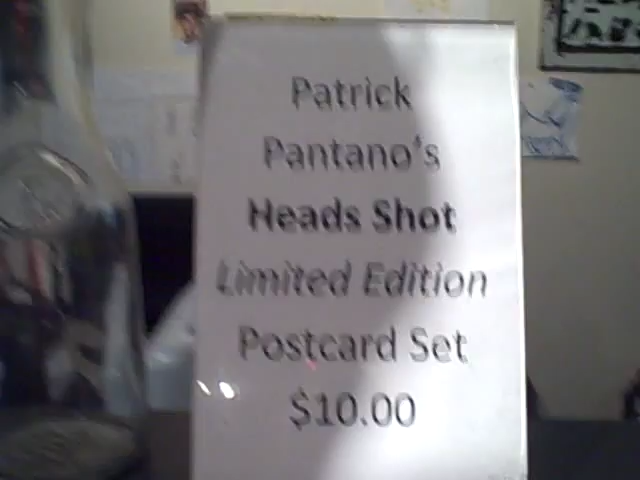 Patrick
Pantano's
Heads Shot
Limited Edition
Postcard Set
$10.00